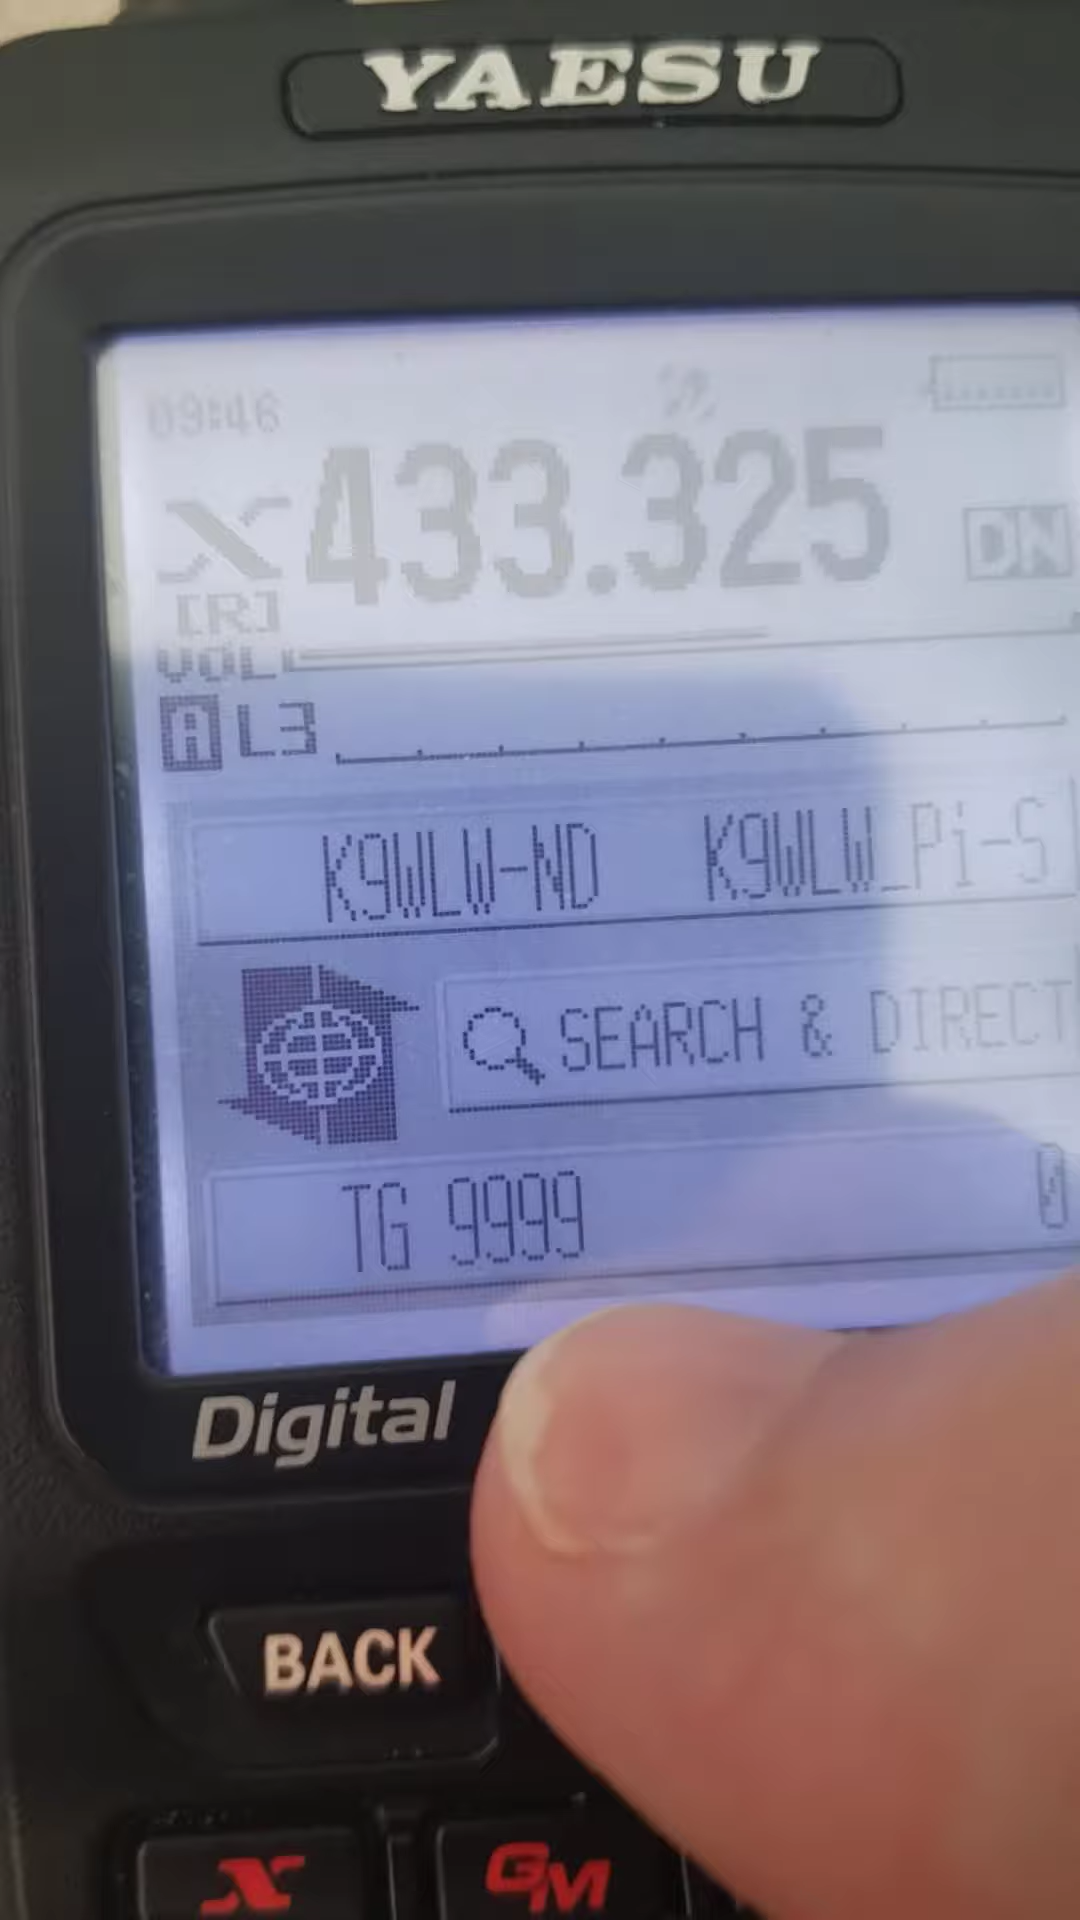 YAESU
09:46
X 433.325 DN
[R]
VOL
A L3
K9WLW-ND K9WLW_Pi-S
SEARCH & DIRECT
TG 9999
Digital
BACK
X GM